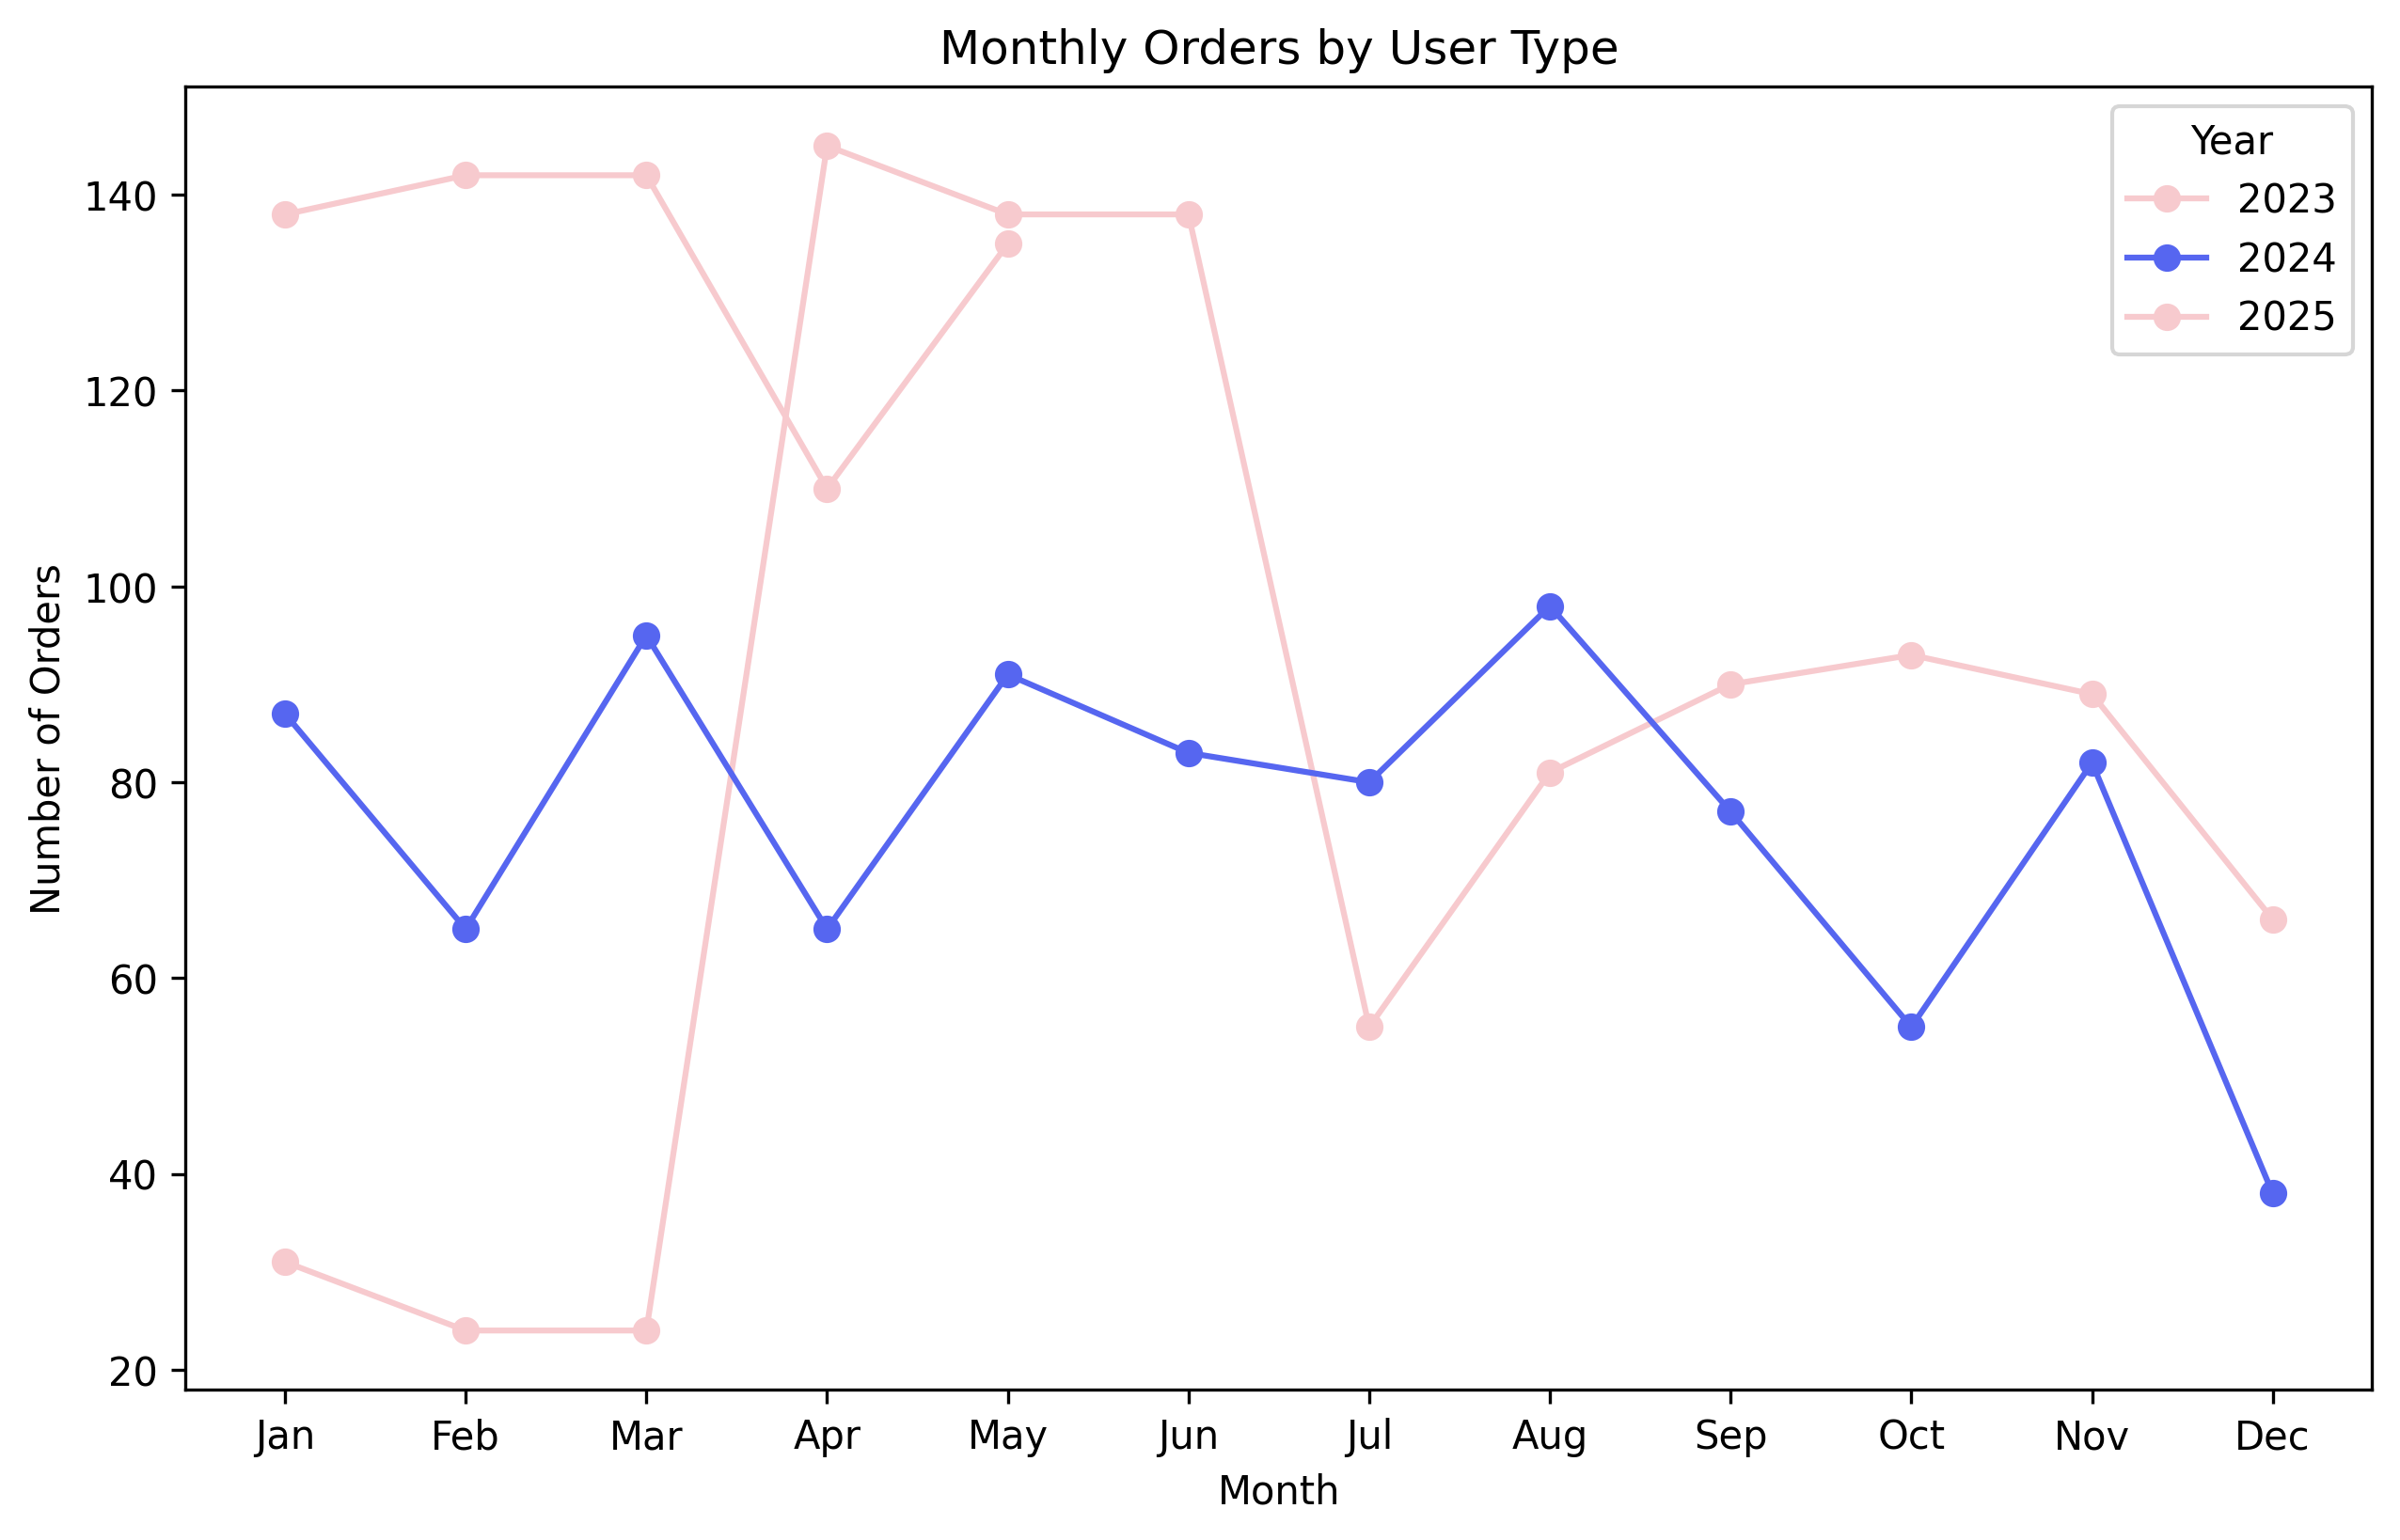 Monthly Orders by User Type
Year
2023
2024
2025
140
120
100
80
60
40
20
Number of Orders
Jan Feb Mar Apr May Jun Jul Aug Sep Oct Nov Dec
Month